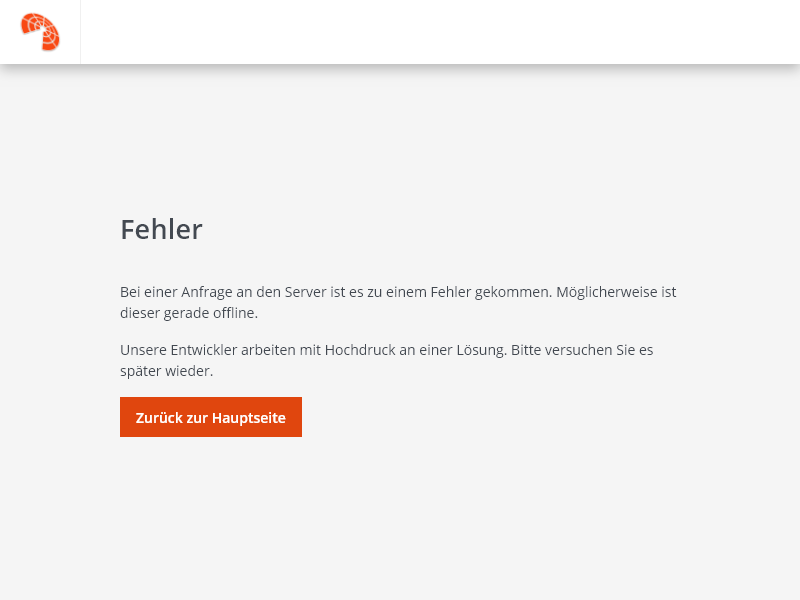 Fehler
Bei einer Anfrage an den Server ist es zu einem Fehler gekommen. Möglicherweise ist
dieser gerade offline.
Unsere Entwickler arbeiten mit Hochdruck an einer Lösung. Bitte versuchen Sie es
später wieder.
Zurück zur Hauptseite